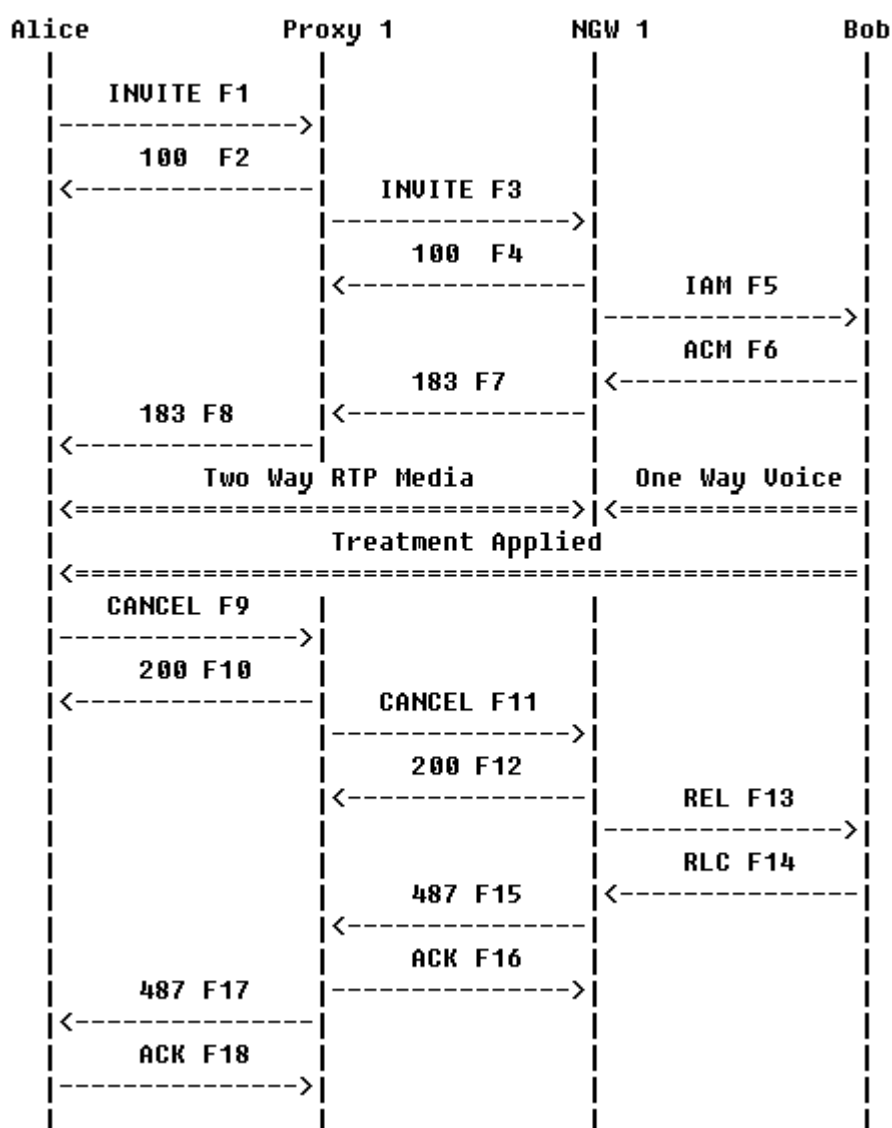 Alice Proxy 1 NGW 1 Bob
INVITE F1
100 F2
INVITE F3
100 F4
IAM F5
ACM F6
183 F7
183 F8
Two Way RTP Media One Way Voice
Treatment Applied
CANCEL F9
200 F10
CANCEL F11
200 F12
REL F13
RLC F14
487 F15
ACK F16
487 F17
ACK F18